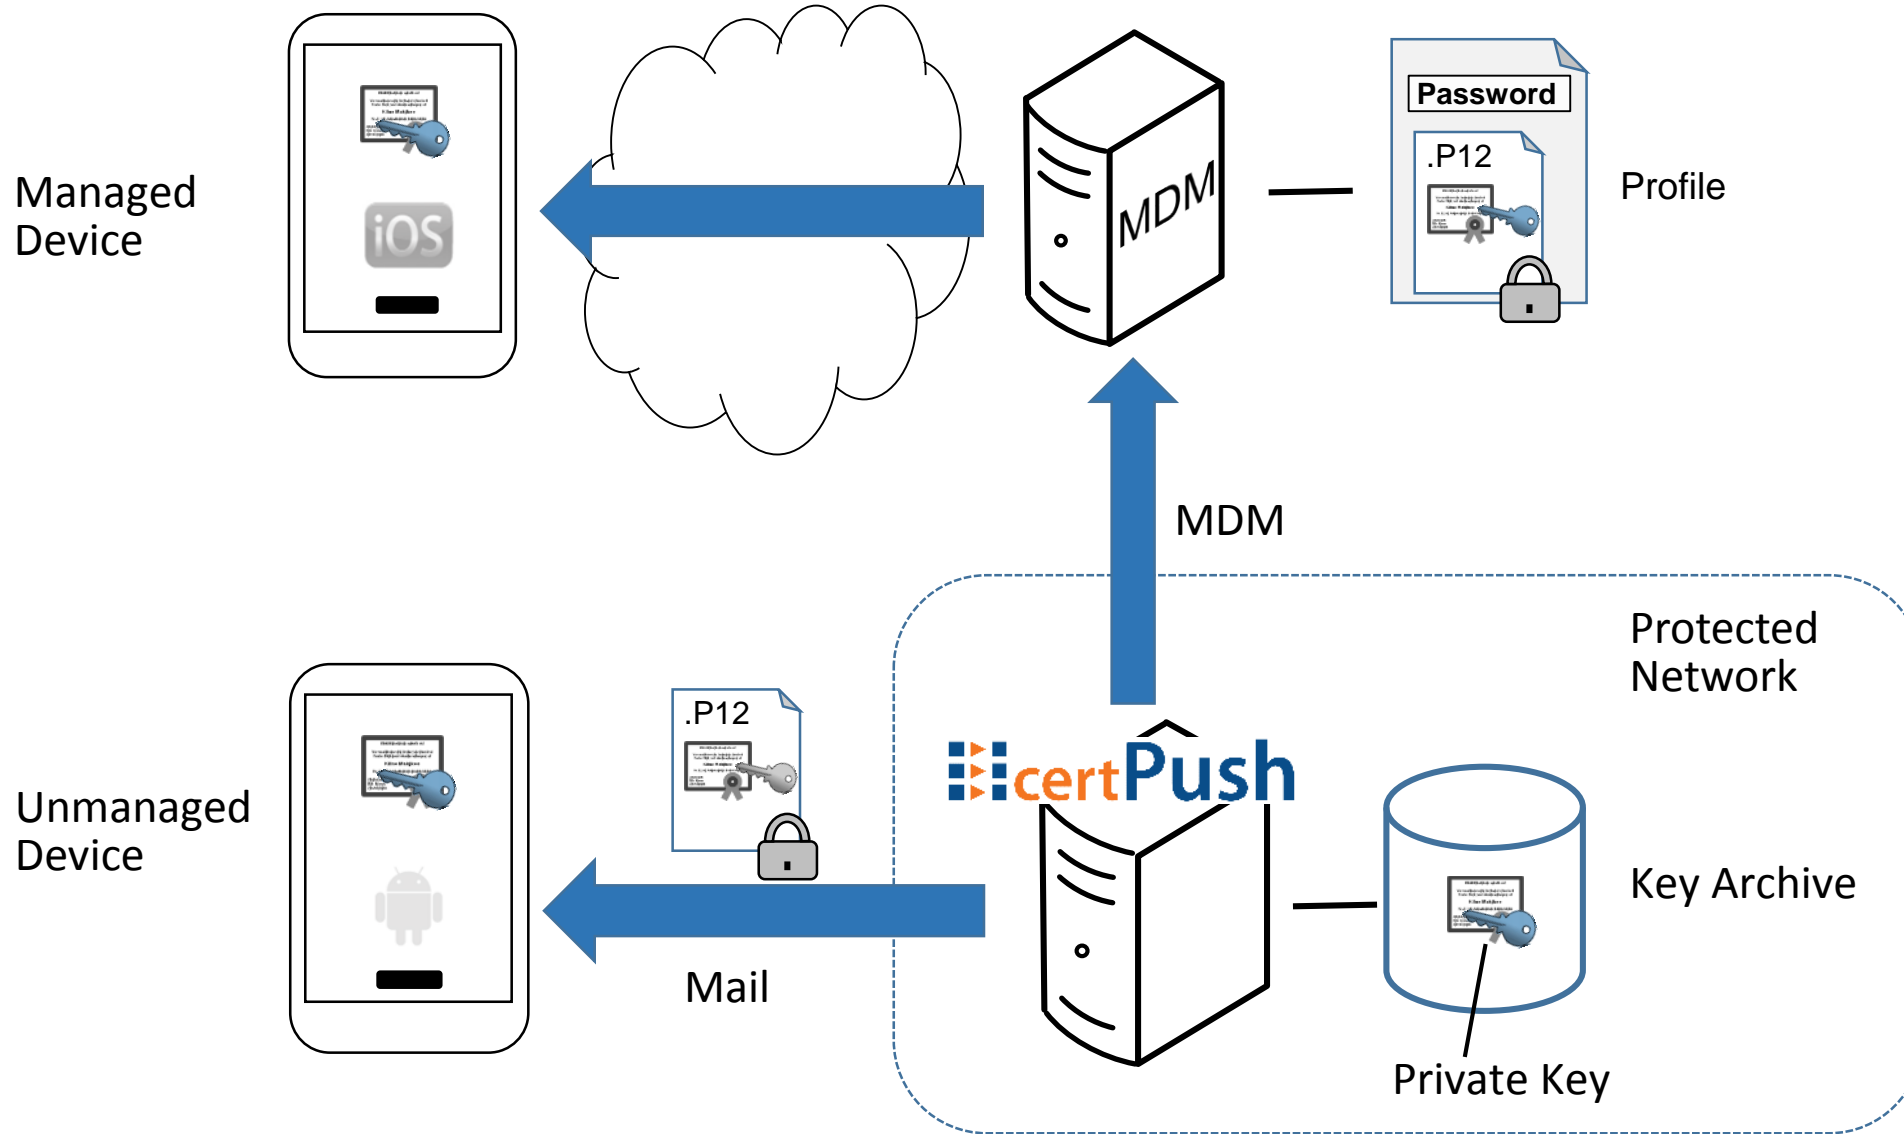 Managed
Device
iOS
MDM
Password
.P12
Profile
MDM
Protected
Network
.P12
certPush
Unmanaged
Device
Key Archive
Mail
Private Key